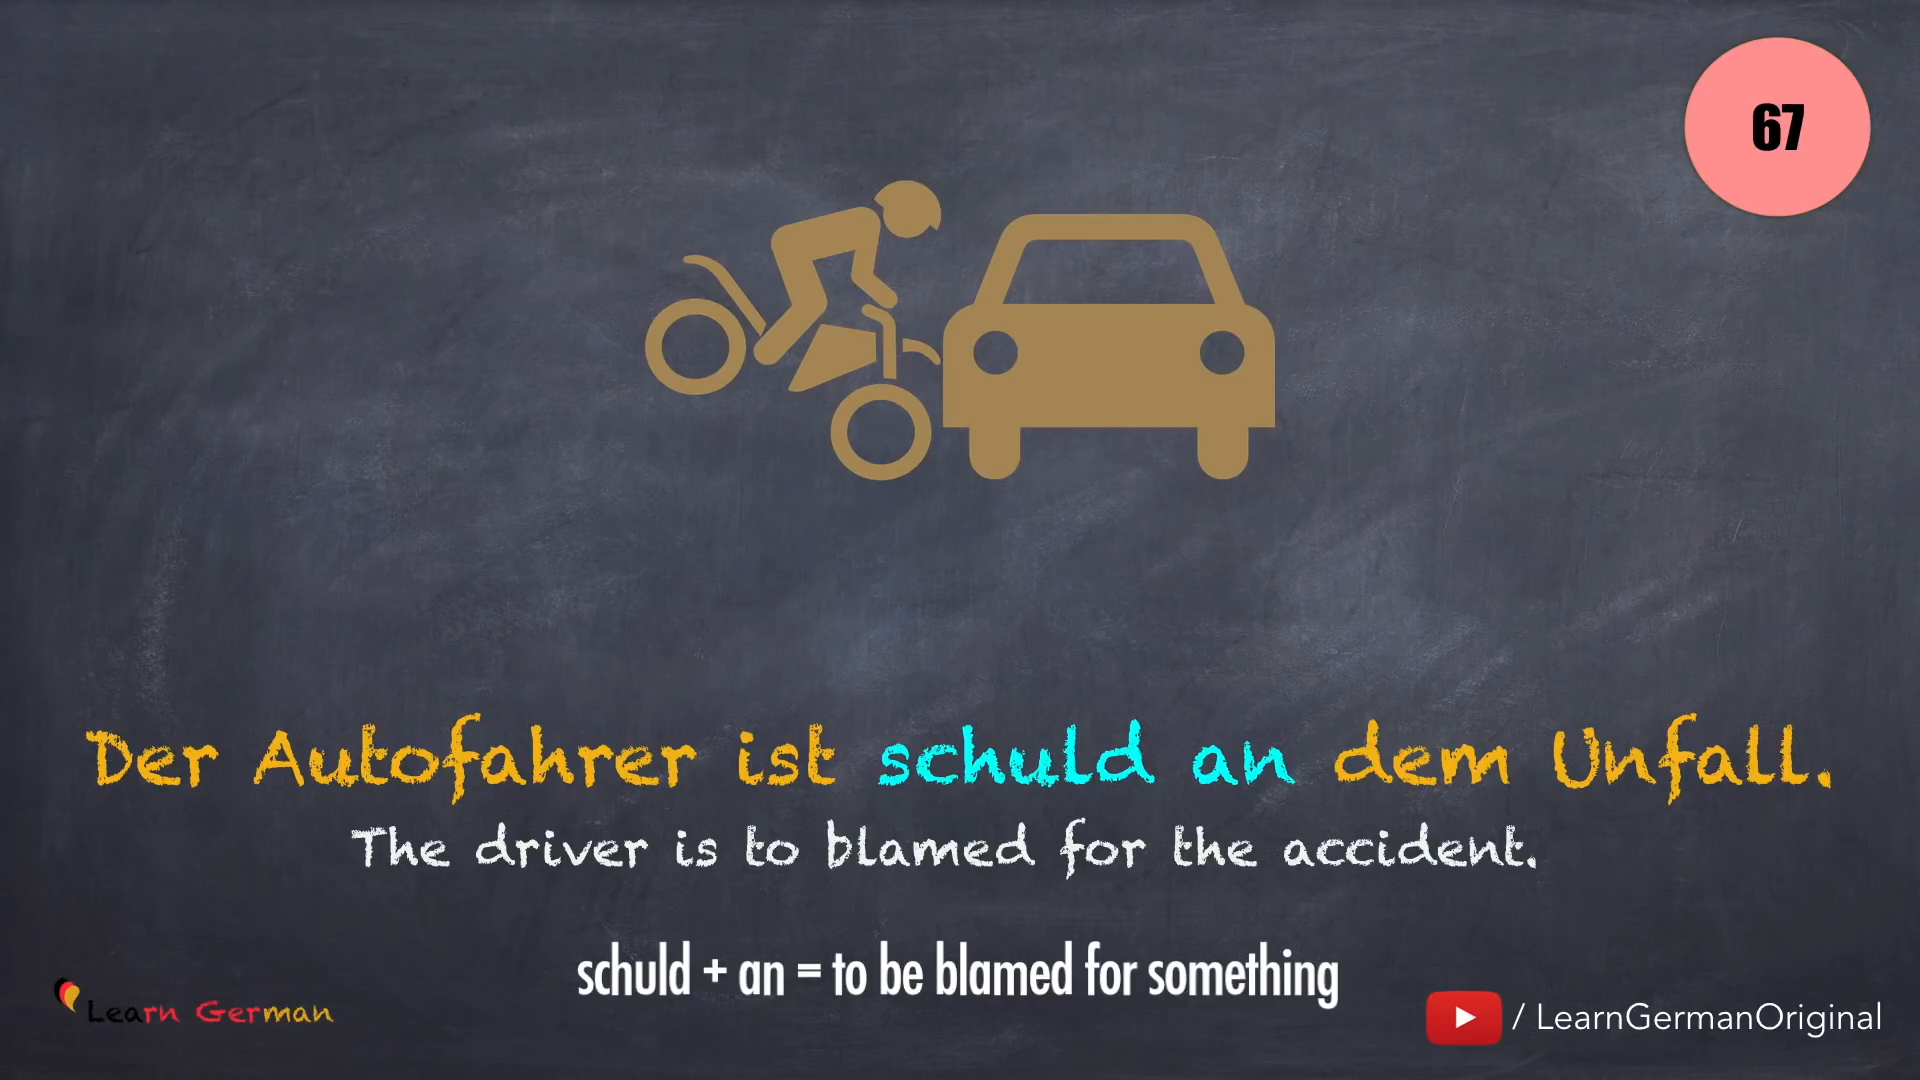 67
Der Autofahrer ist schuld an dem Unfall.
The driver is to blamed for the accident.
schuld + an = to be blamed for something
Learn German
/ LearnGermanOriginal